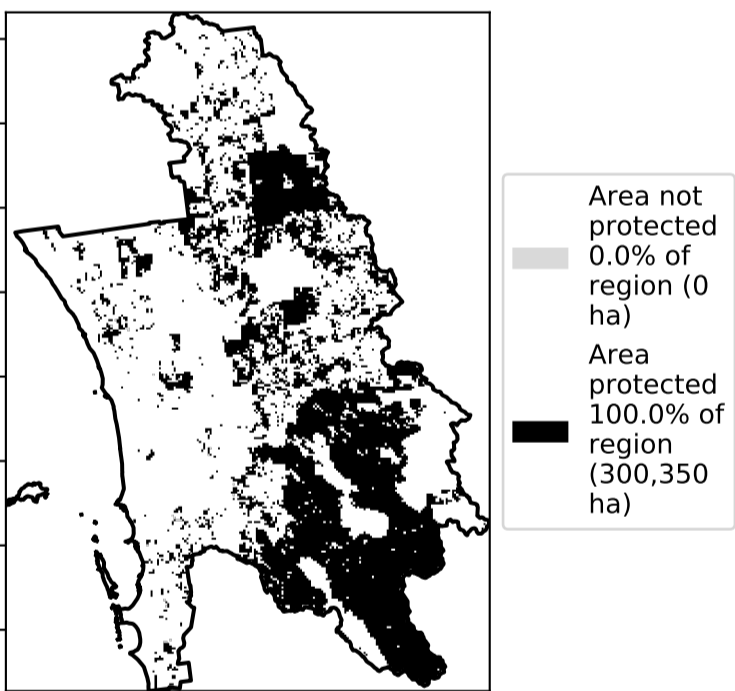 Area not
protected
0.0% of
region (0
ha)
Area
protected
100.0% of
region
(300,350
ha)